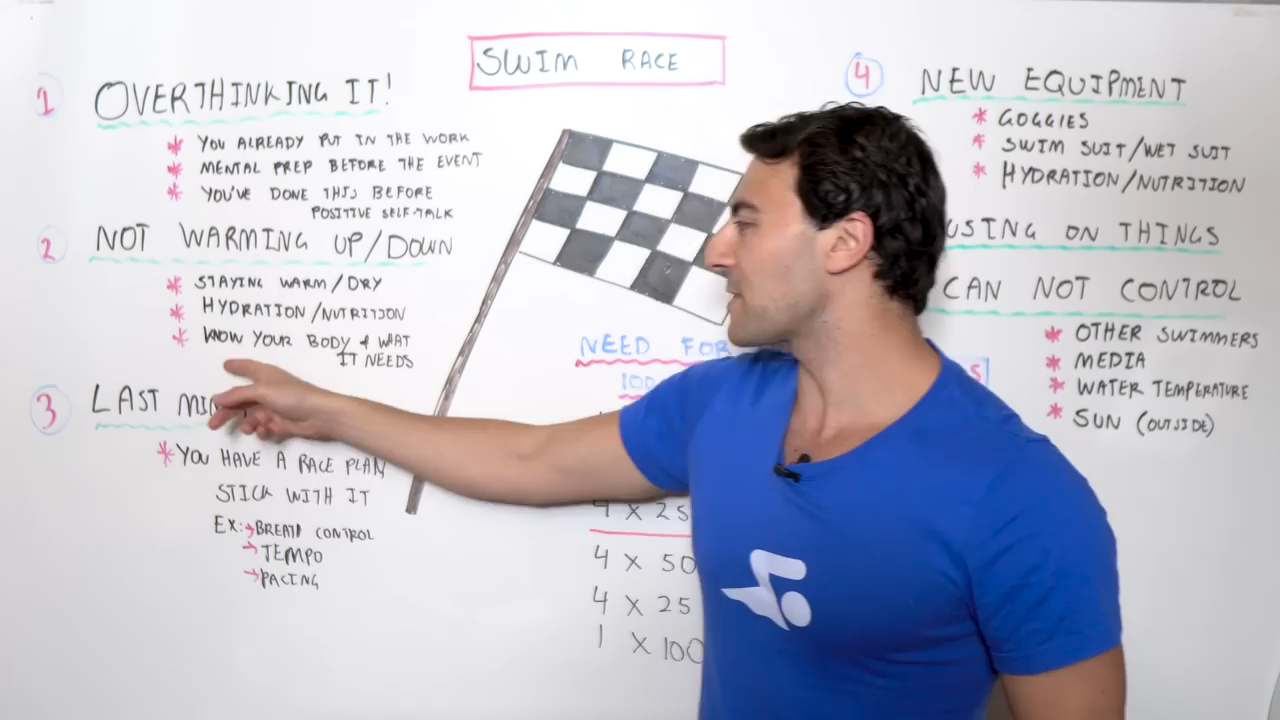 SWIM RACE
1 OVERTHINKING IT!
* YOU ALREADY PUT IN THE WORK
* MENTAL PREP BEFORE THE EVENT
* YOU'VE DONE THIS BEFORE
POSITIVE SELF-TALK
2 NOT WARMING UP/DOWN
* STAYING WARM/DRY
* HYDRATION/NUTRITION
* KNOW YOUR BODY & WHAT
IT NEEDS
3 LAST
* YOU HAVE A RACE PLAN
STICK WITH IT
EX: → BREATH CONTROL
→ TEMPO
→ PACING
NEED FOR
100
4 X 25
4 X 50
4 X 25
1 X 100
4 NEW EQUIPMENT
* GOGGIES
* SWIM SUIT/WET SUIT
* HYDRATION/NUTRITION
USING ON THINGS
CAN NOT CONTROL
* OTHER SWIMMERS
* MEDIA
* WATER TEMPERATURE
* SUN (OUTSIDE)